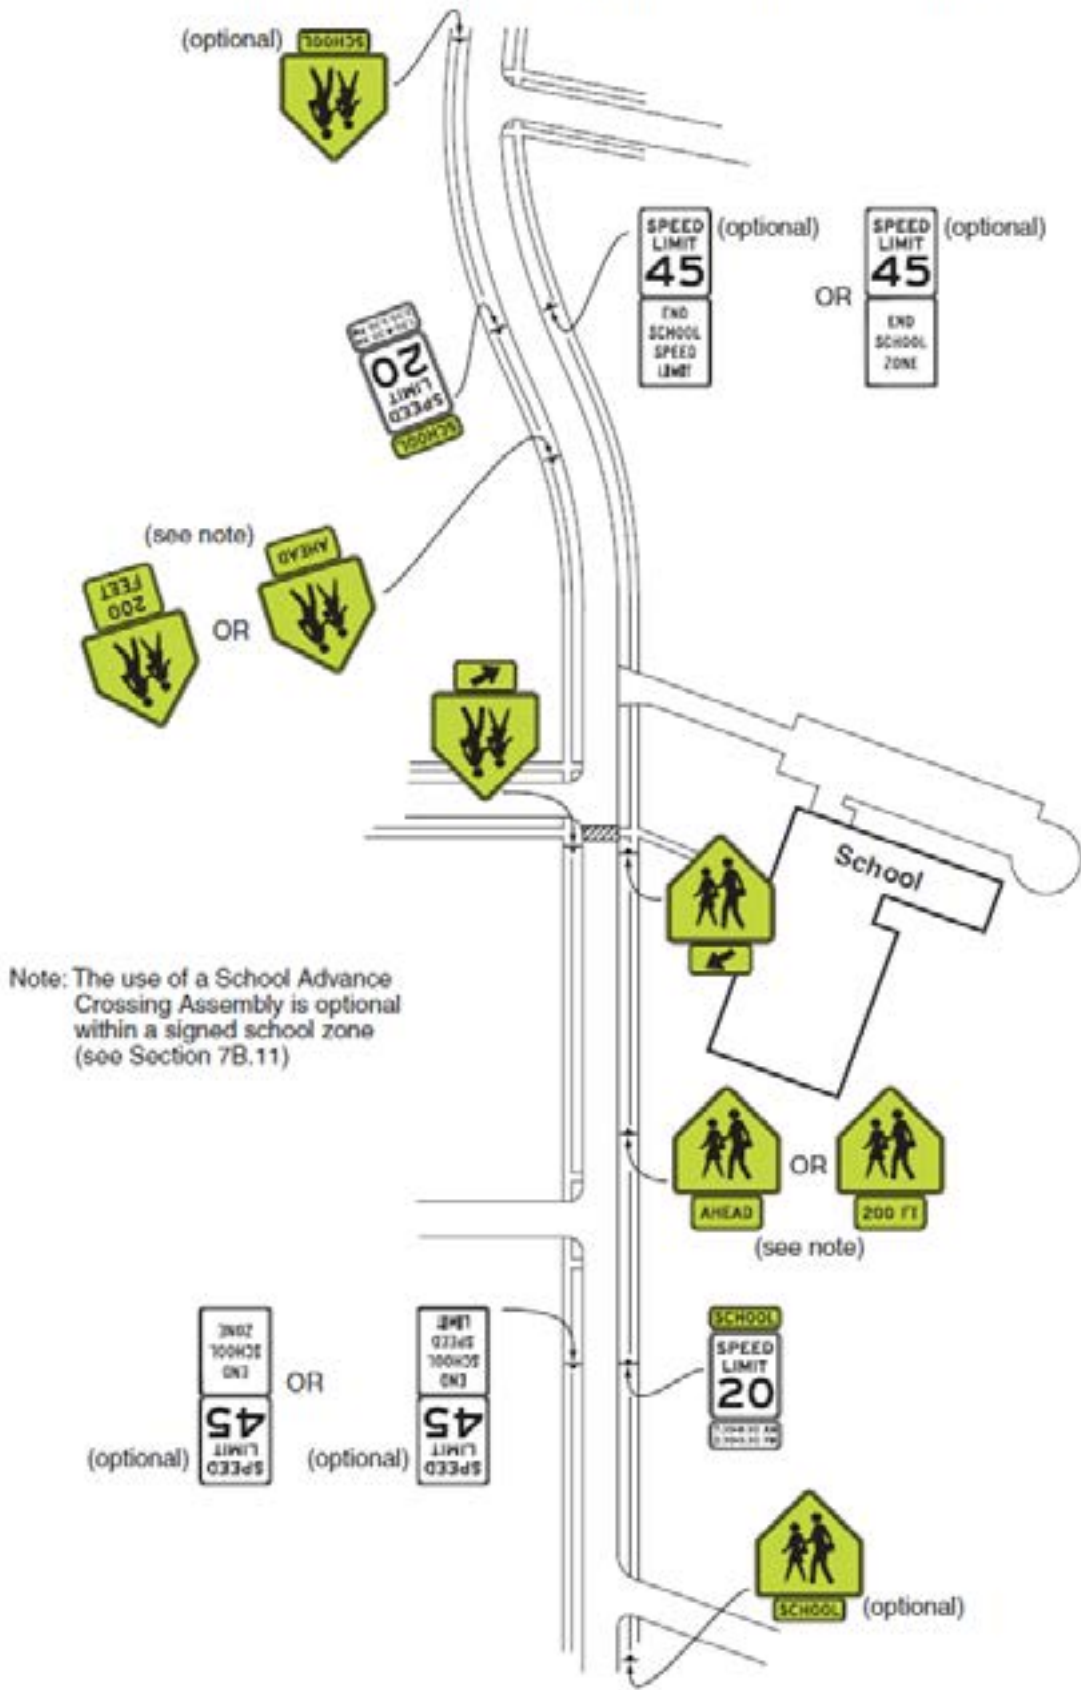 (optional)
SCHOOL
SPEED
LIMIT
45
(optional)
END
SCHOOL
SPEED
LIMIT
OR
SPEED
LIMIT
45
(optional)
END
SCHOOL
ZONE
SCHOOL
SPEED
LIMIT
20
(see note)
200
FEET
OR
AHEAD
School
Note: The use of a School Advance
Crossing Assembly is optional
within a signed school zone
(see Section 7B.11)
AHEAD
OR
200 FT
(see note)
SPEED
LIMIT
45
END
SCHOOL
ZONE
(optional)
OR
SPEED
LIMIT
45
END
SCHOOL
SPEED
LIMIT
(optional)
SCHOOL
SPEED
LIMIT
20
SCHOOL
(optional)